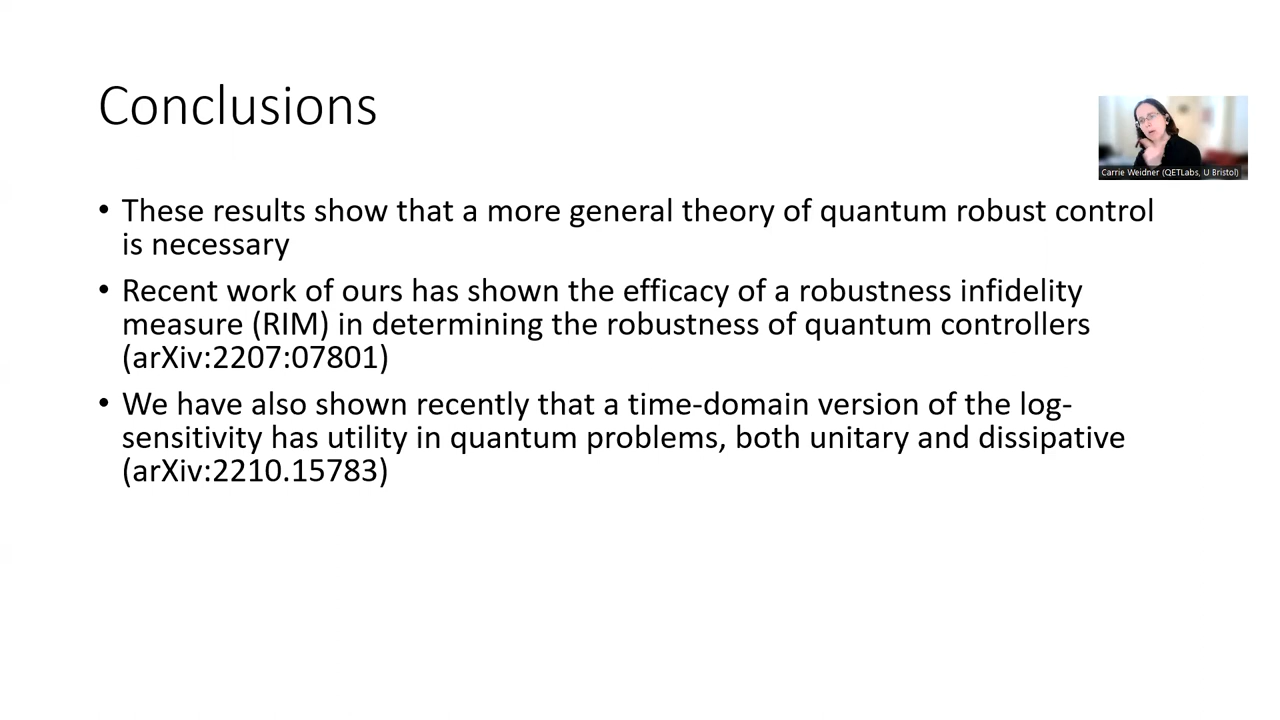 Conclusions
Carrie Weidner (QETLabs, U Bristol)
• These results show that a more general theory of quantum robust control
is necessary
• Recent work of ours has shown the efficacy of a robustness infidelity
measure (RIM) in determining the robustness of quantum controllers
(arXiv:2207:07801)
• We have also shown recently that a time-domain version of the log-
sensitivity has utility in quantum problems, both unitary and dissipative
(arXiv:2210.15783)